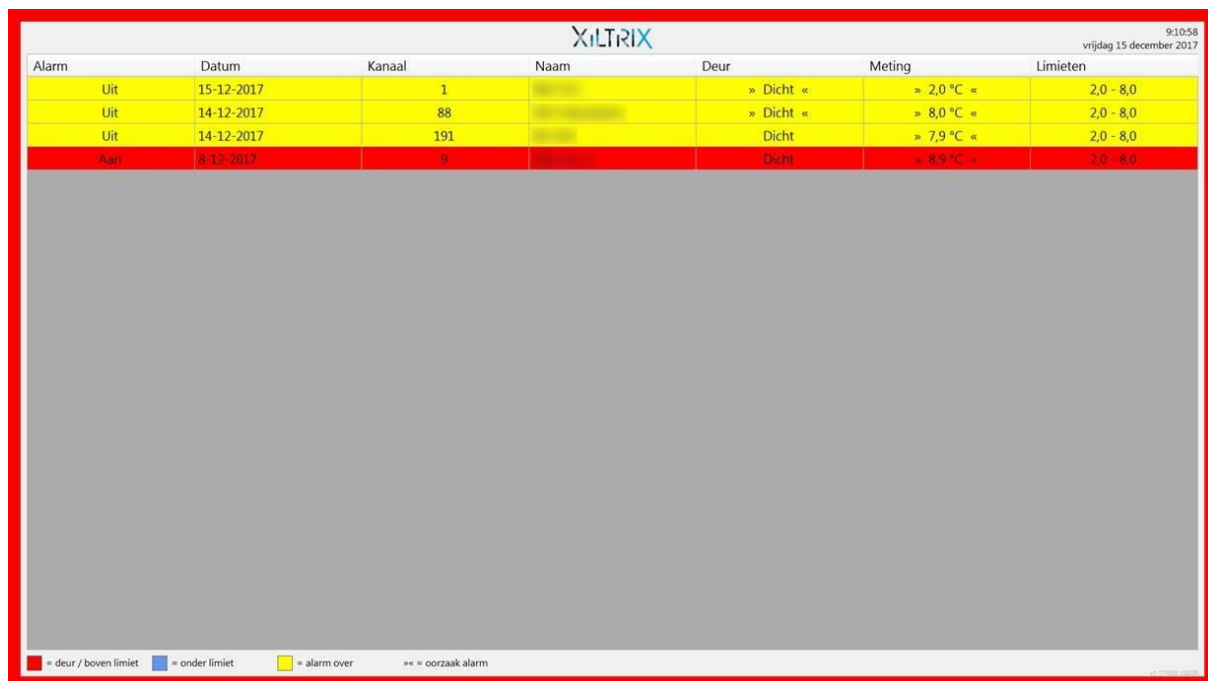 XiLTRiX
9:10:58
vrijdag 15 december 2017
Alarm Datum Kanaal Naam Deur Meting Limieten
Uit 15-12-2017 1 » Dicht « » 2,0 °C « 2,0 - 8,0
Uit 14-12-2017 88 » Dicht « » 8,0 °C « 2,0 - 8,0
Uit 14-12-2017 191 Dicht » 7,9 °C « 2,0 - 8,0
Aan 8-12-2017 9 Dicht » 8,9 °C « 2,0 - 8,0
= deur / boven limiet = onder limiet = alarm over »« = oorzaak alarm